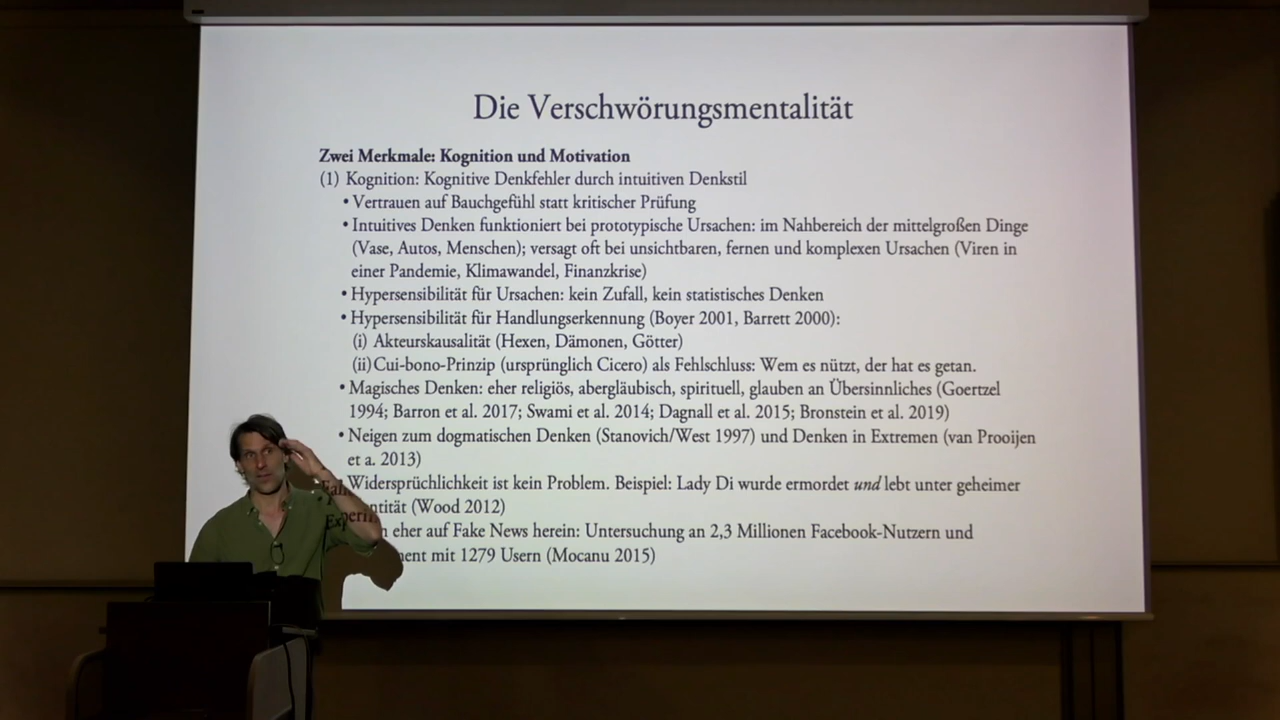 Die Verschwörungsmentalität
Zwei Merkmale: Kognition und Motivation
(1) Kognition: Kognitive Denkfehler durch intuitiven Denkstil
• Vertrauen auf Bauchgefühl statt kritischer Prüfung
• Intuitives Denken funktioniert bei prototypische Ursachen: im Nahbereich der mittelgroßen Dinge
(Vase, Autos, Menschen); versagt oft bei unsichtbaren, fernen und komplexen Ursachen (Viren in
einer Pandemie, Klimawandel, Finanzkrise)
• Hypersensibilität für Ursachen: kein Zufall, kein statistisches Denken
• Hypersensibilität für Handlungserkennung (Boyer 2001, Barrett 2000):
(i) Akteurskausalität (Hexen, Dämonen, Götter)
(ii) Cui-bono-Prinzip (ursprünglich Cicero) als Fehlschluss: Wem es nützt, der hat es getan.
• Magisches Denken: eher religiös, abergläubisch, spirituell, glauben an Übersinnliches (Goertzel
1994; Barron et al. 2017; Swami et al. 2014; Dagnall et al. 2015; Bronstein et al. 2019)
• Neigen zum dogmatischen Denken (Stanovich/West 1997) und Denken in Extremen (van Prooijen
et a. 2013)
Widersprüchlichkeit ist kein Problem. Beispiel: Lady Di wurde ermordet und lebt unter geheimer
ntität (Wood 2012)
Fal n eher auf Fake News herein: Untersuchung an 2,3 Millionen Facebook-Nutzern und
Experi ent mit 1279 Usern (Mocanu 2015)